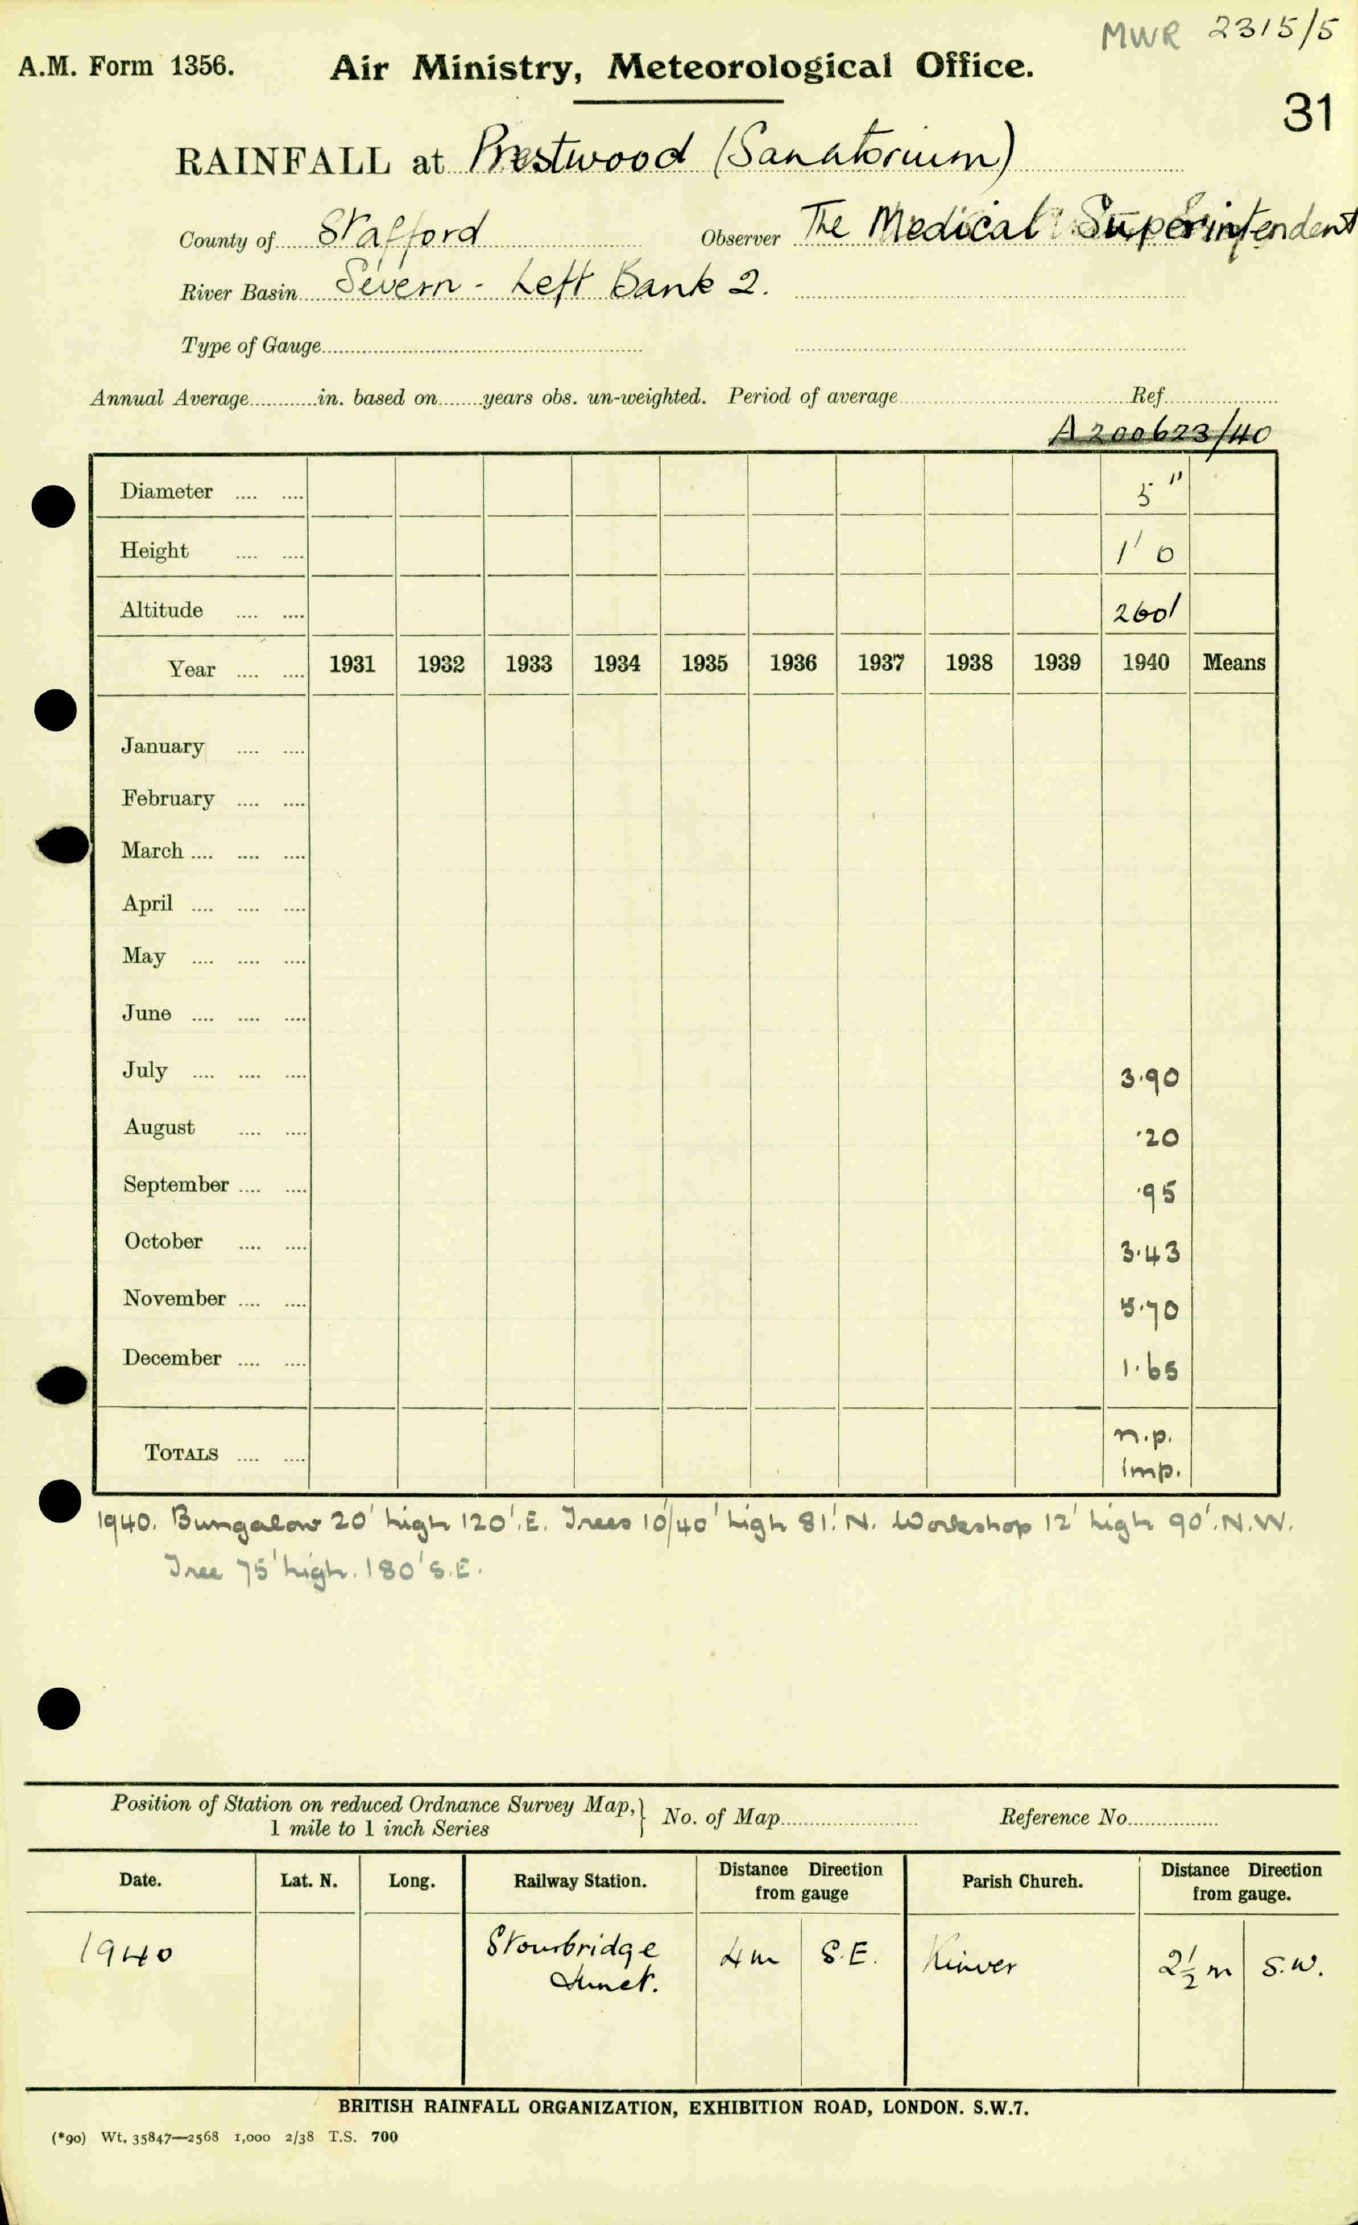 MWR 2315/5
A.M. Form 1356. Air Ministry, Meteorological Office.
31
RAINFALL at Prestwood (Sanatorium)
County of Stafford Observer The Medical Superintendent
River Basin Severn - Left Bank 2.
Type of Gauge
Annual Average in. based on years obs. un-weighted. Period of average Ref.
A200623/40
Diameter 5"
Height 1' 0
Altitude 260'
Year 1931 1932 1933 1934 1935 1936 1937 1938 1939 1940 Means
January
February
March
April
May
June
July 3.90
August .20
September .95
October 3.43
November 5.70
December 1.65
TOTALS n.p.
imp.
1940. Bungalow 20' high 120'. E. Trees 10'/40' high 81'. N. Workshop 12' high 90'. N.W.
Tree 75' high. 180' S.E.
Position of Station on reduced Ordnance Survey Map, } No. of Map Reference No.
1 mile to 1 inch Series
Date. Lat. N. Long. Railway Station. Distance Direction from gauge Parish Church. Distance Direction from gauge.
1940 Stourbridge Junct. 4m S.E. Kinver 2½ m S.W.
BRITISH RAINFALL ORGANIZATION, EXHIBITION ROAD, LONDON. S.W.7.
(*90) Wt. 35847—2568 1,000 2/38 T.S. 700